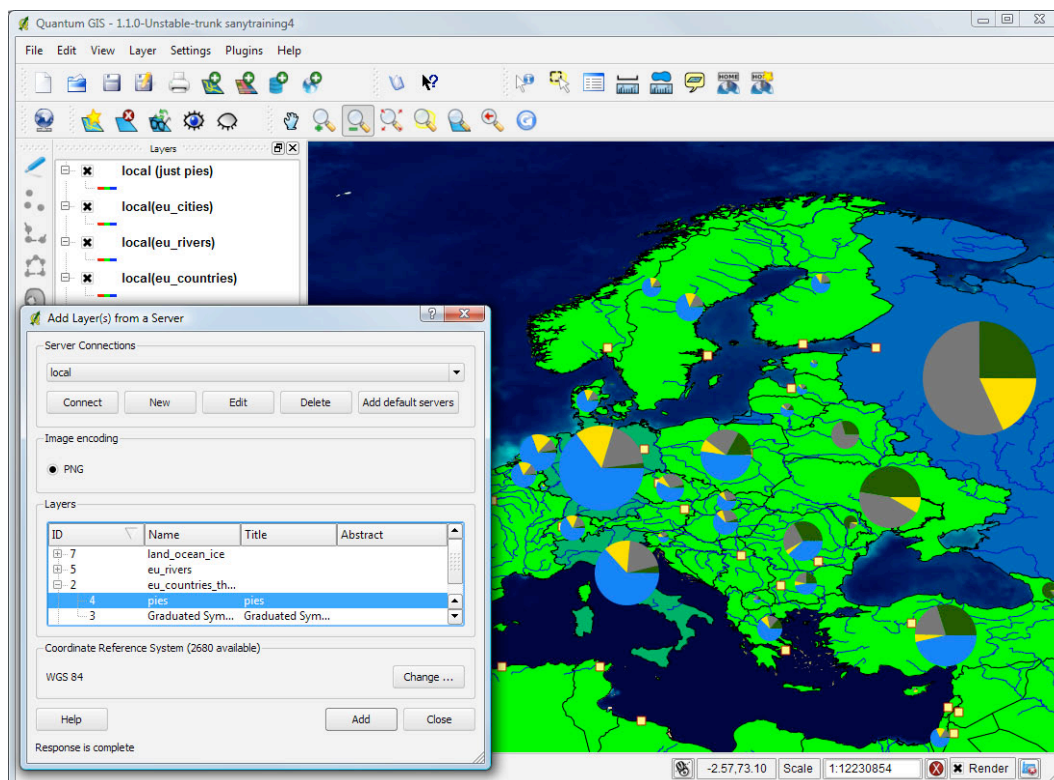 Quantum GIS - 1.1.0-Unstable-trunk sanytraining4
File Edit View Layer Settings Plugins Help
HOME HO
Layers
local (just pies)
local(eu_cities)
local(eu_rivers)
local(eu_countries)
Add Layer(s) from a Server
Server Connections
local
Connect New Edit Delete Add default servers
Image encoding
PNG
Layers
ID Name Title Abstract
7 land_ocean_ice
5 eu_rivers
2 eu_countries_th...
4 pies pies
3 Graduated Sym... Graduated Sym...
Coordinate Reference System (2680 available)
WGS 84 Change ...
Help Add Close
Response is complete
-2.57,73.10 Scale 1:12230854 Render